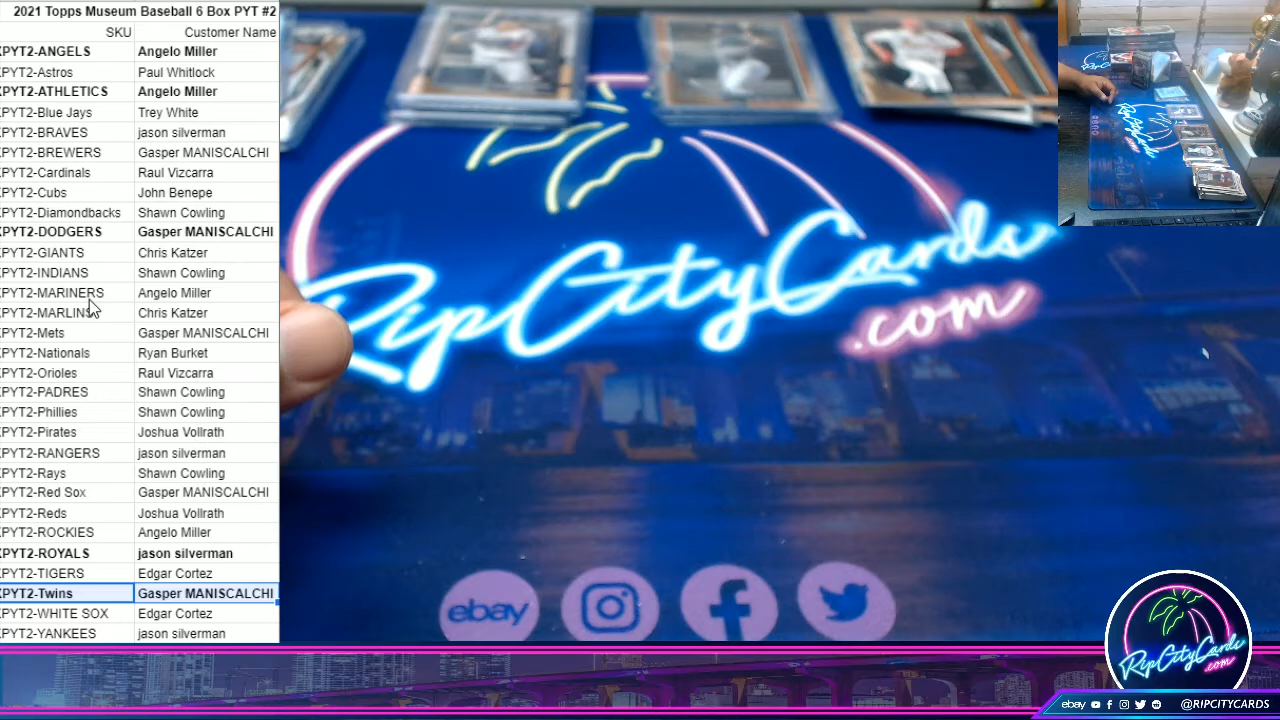 2021 Topps Museum Baseball 6 Box PYT #2
SKU Customer Name
PYT2-ANGELS Angelo Miller
PYT2-Astros Paul Whitlock
PYT2-ATHLETICS Angelo Miller
PYT2-Blue Jays Trey White
PYT2-BRAVES jason silverman
PYT2-BREWERS Gasper MANISCALCHI
PYT2-Cardinals Raul Vizcarra
PYT2-Cubs John Benepe
PYT2-Diamondbacks Shawn Cowling
PYT2-DODGERS Gasper MANISCALCHI
PYT2-GIANTS Chris Katzer
PYT2-INDIANS Shawn Cowling
PYT2-MARINERS Angelo Miller
PYT2-MARLINS Chris Katzer
PYT2-Mets Gasper MANISCALCHI
PYT2-Nationals Ryan Burket
PYT2-Orioles Raul Vizcarra
PYT2-PADRES Shawn Cowling
PYT2-Phillies Shawn Cowling
PYT2-Pirates Joshua Vollrath
PYT2-RANGERS jason silverman
PYT2-Rays Shawn Cowling
PYT2-Red Sox Gasper MANISCALCHI
PYT2-Reds Joshua Vollrath
PYT2-ROCKIES Angelo Miller
PYT2-ROYALS jason silverman
PYT2-TIGERS Edgar Cortez
PYT2-Twins Gasper MANISCALCHI
PYT2-WHITE SOX Edgar Cortez
PYT2-YANKEES jason silverman
RipCityCards
.com
ebay
RipCityCards
.com
ebay @RIPCITYCARDS